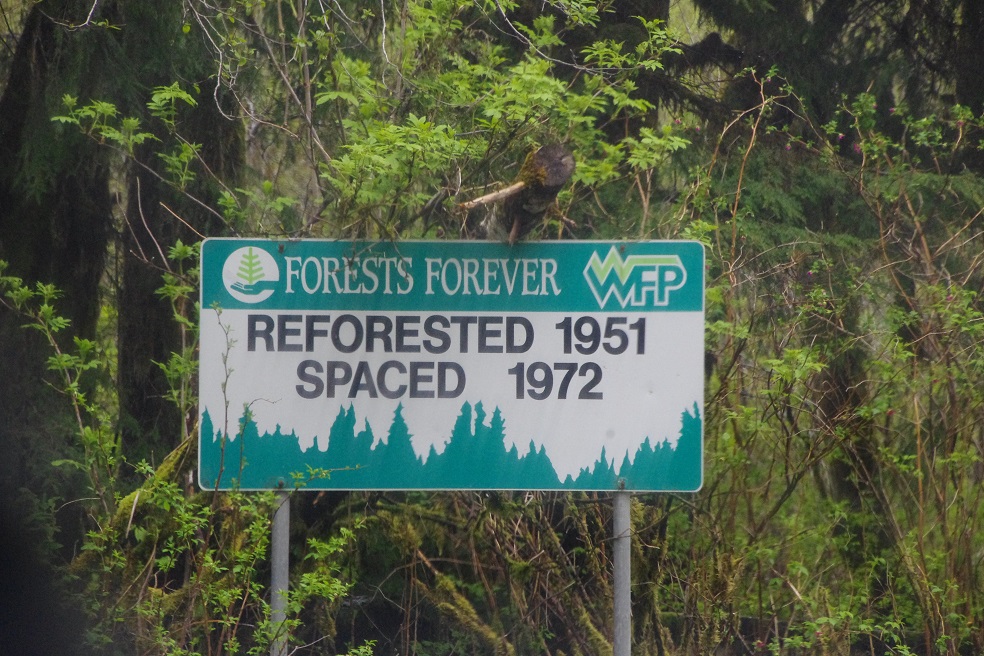 FORESTS FOREVER WFP
REFORESTED 1951
SPACED 1972